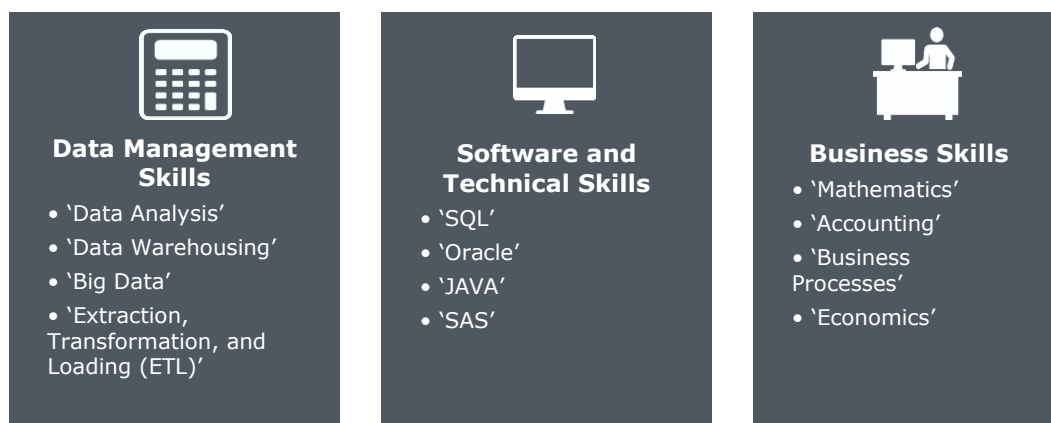 Data Management
Skills
• ‘Data Analysis’
• ‘Data Warehousing’
• ‘Big Data’
• ‘Extraction,
Transformation, and
Loading (ETL)’
Software and
Technical Skills
• ‘SQL’
• ‘Oracle’
• ‘JAVA’
• ‘SAS’
Business Skills
• ‘Mathematics’
• ‘Accounting’
• ‘Business
Processes’
• ‘Economics’